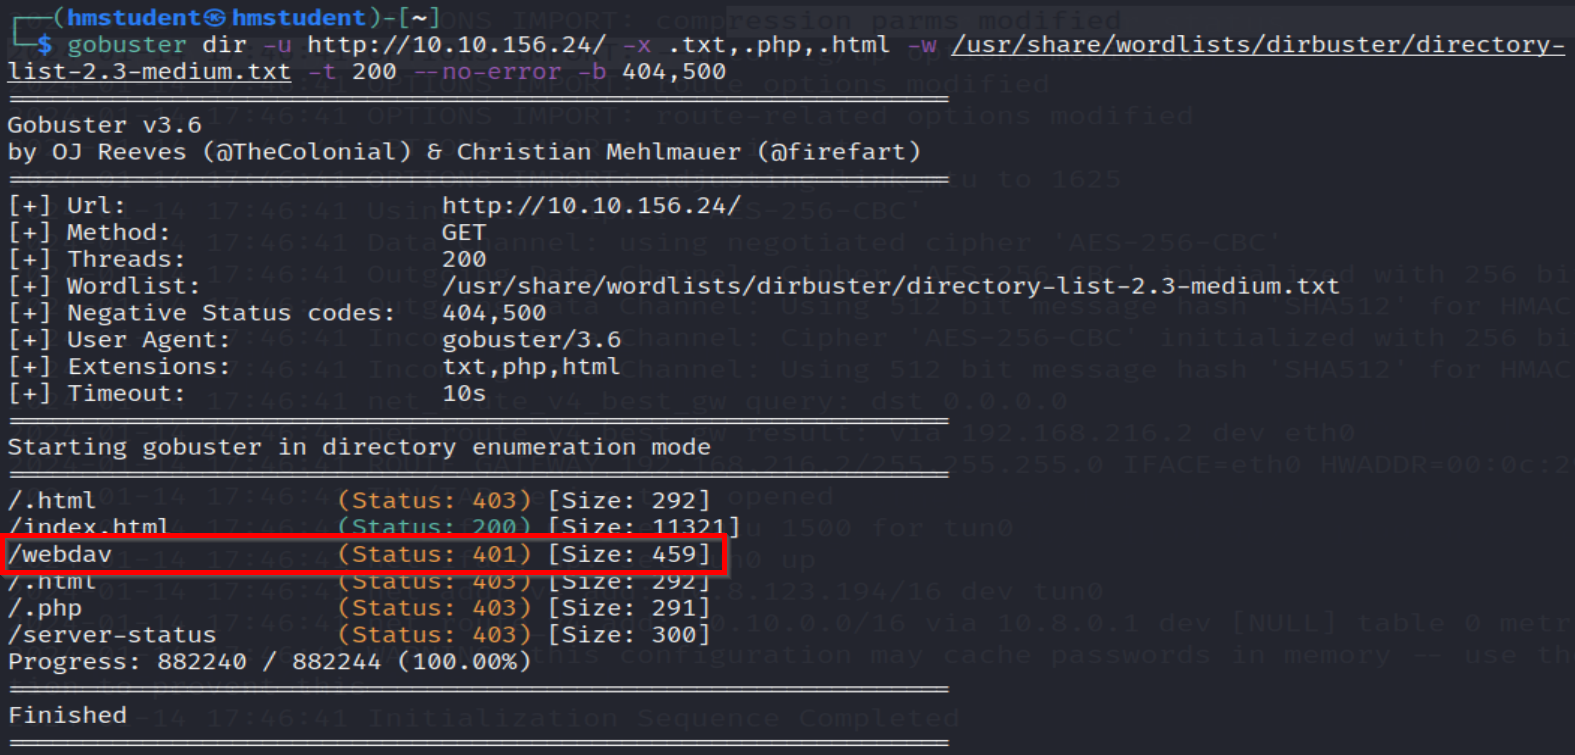 ┌──(hmstudent㉿hmstudent)-[~]
└─$ gobuster dir -u http://10.10.156.24/ -x .txt,.php,.html -w /usr/share/wordlists/dirbuster/directory-
list-2.3-medium.txt -t 200 --no-error -b 404,500
===============================================================
Gobuster v3.6
by OJ Reeves (@TheColonial) & Christian Mehlmauer (@firefart)
===============================================================
[+] Url:                     http://10.10.156.24/
[+] Method:                  GET
[+] Threads:                 200
[+] Wordlist:                /usr/share/wordlists/dirbuster/directory-list-2.3-medium.txt
[+] Negative Status codes:   404,500
[+] User Agent:              gobuster/3.6
[+] Extensions:              txt,php,html
[+] Timeout:                 10s
===============================================================
Starting gobuster in directory enumeration mode
===============================================================
/.html                (Status: 403) [Size: 292]
/index.html           (Status: 200) [Size: 11321]
/webdav               (Status: 401) [Size: 459]
/.html                (Status: 403) [Size: 292]
/.php                 (Status: 403) [Size: 291]
/server-status        (Status: 403) [Size: 300]
Progress: 882240 / 882244 (100.00%)
===============================================================
Finished
===============================================================